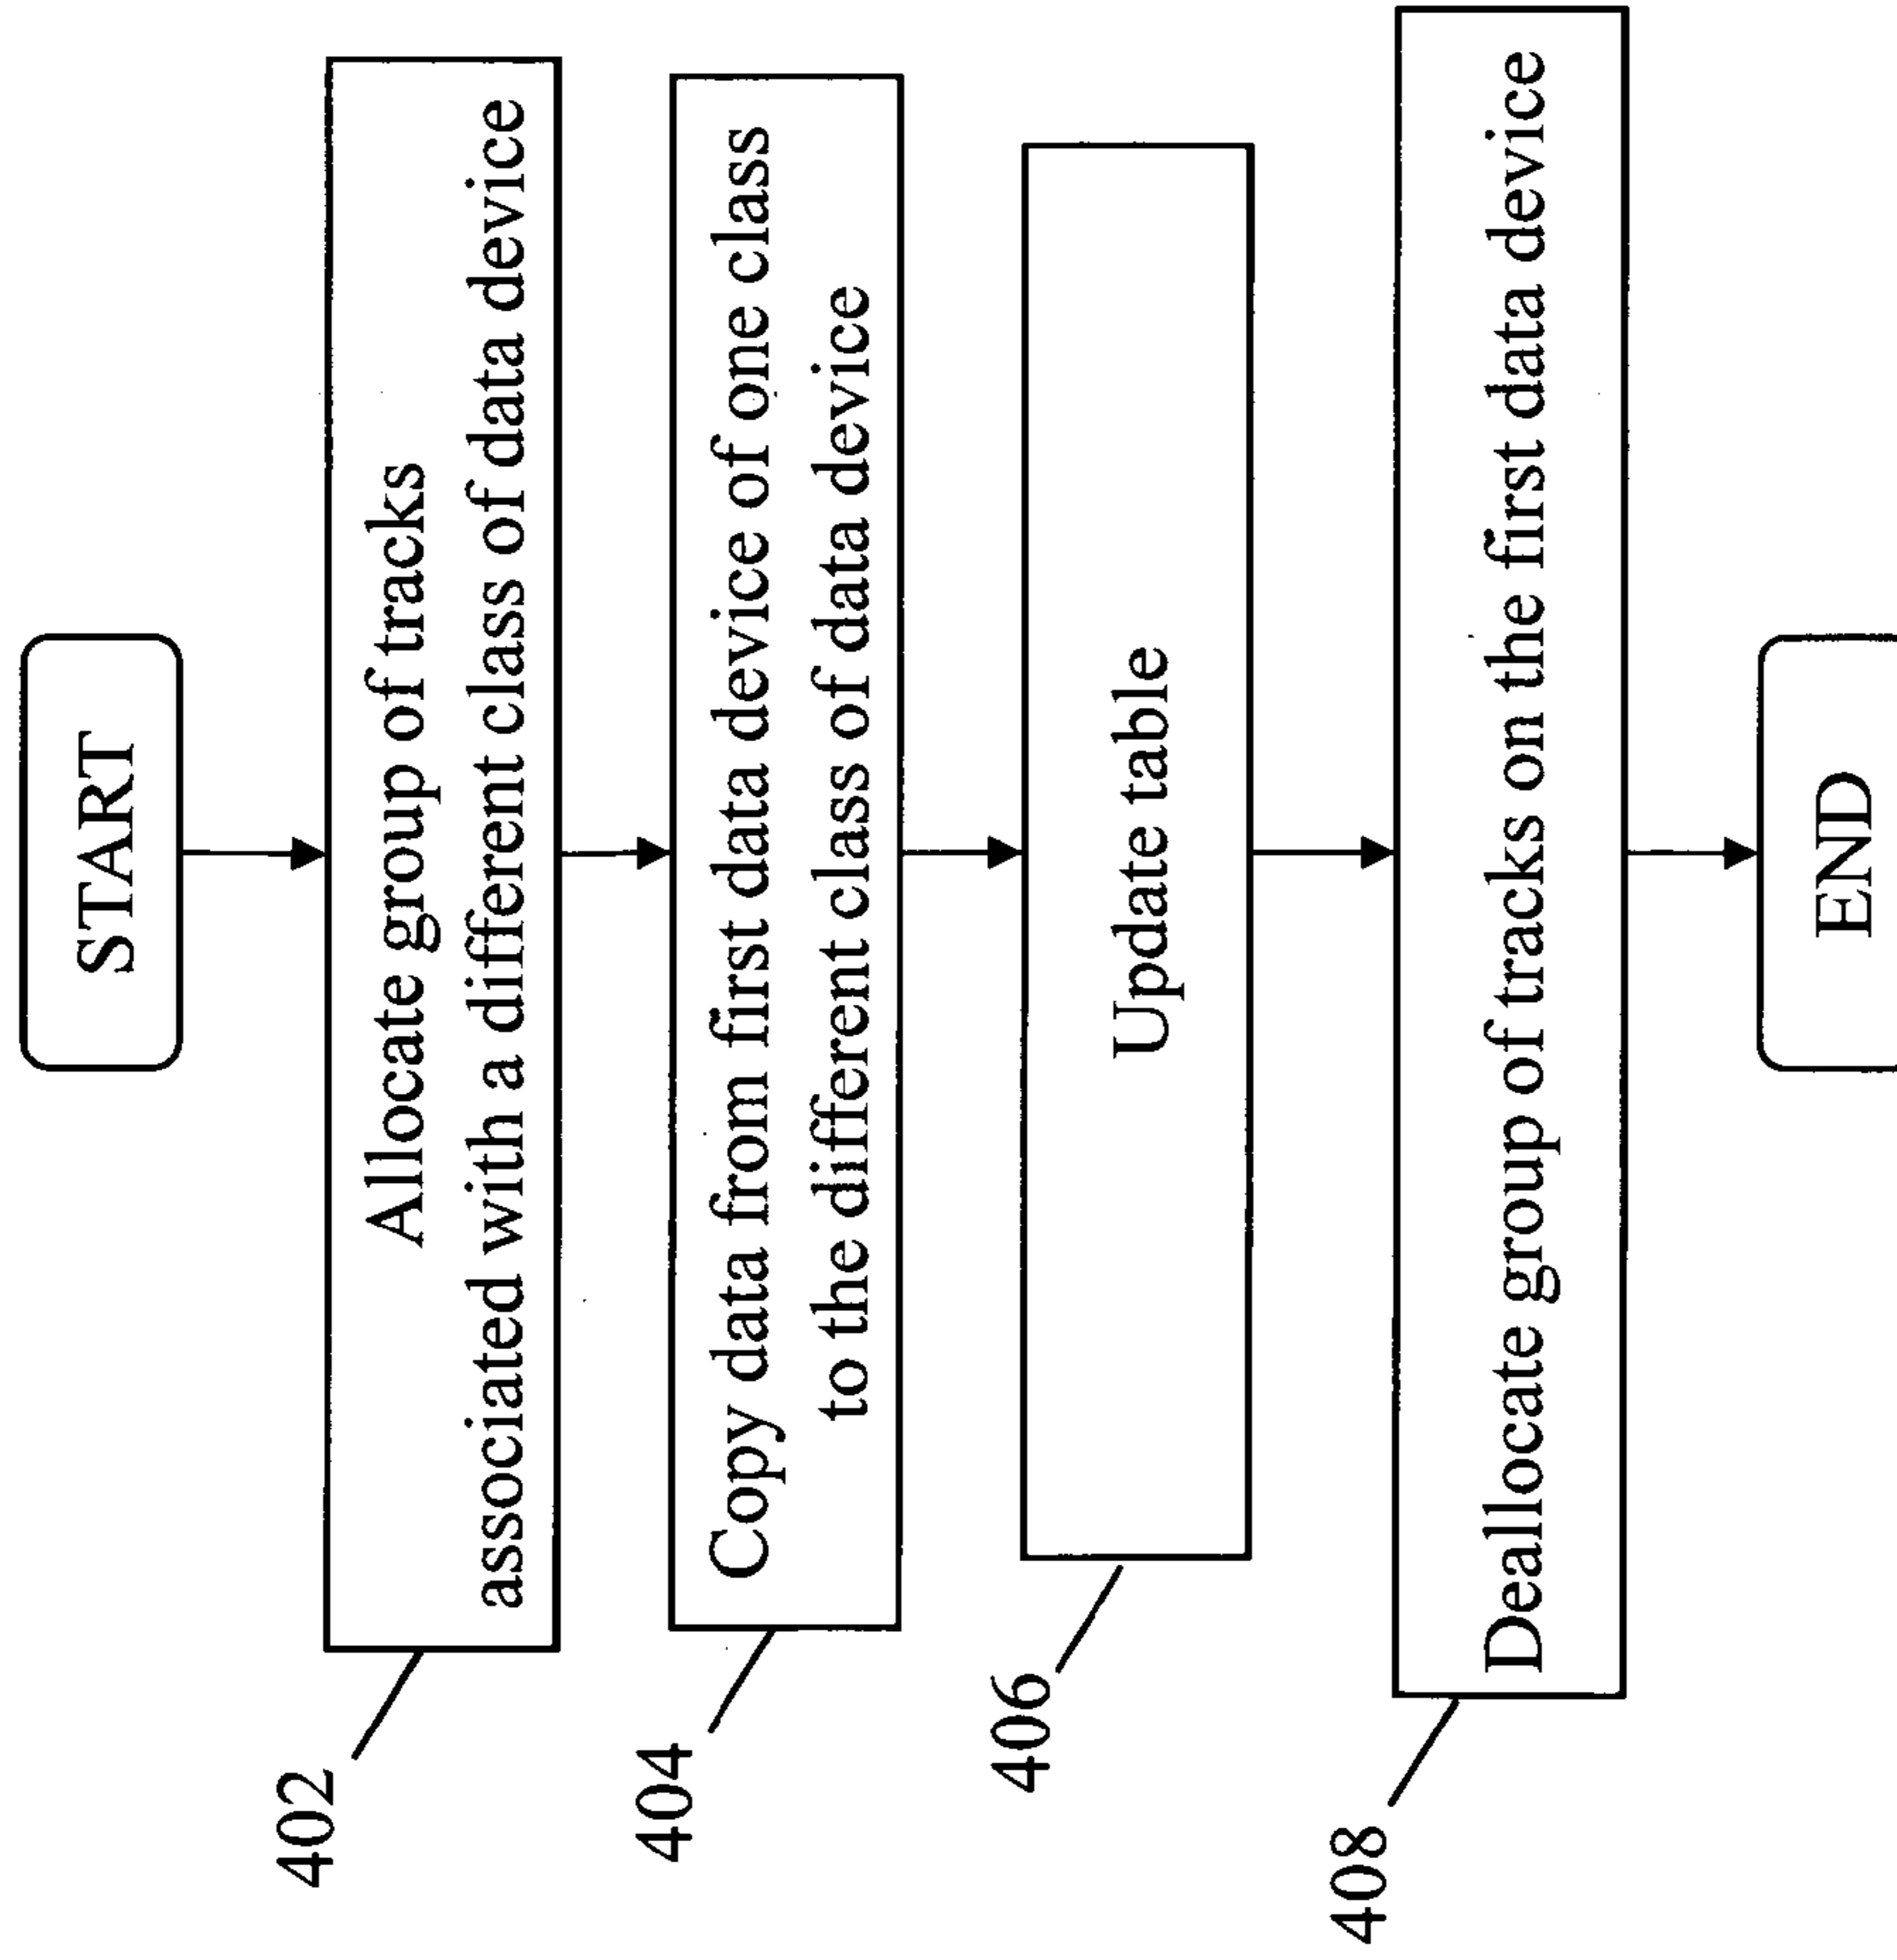 START
402
Allocate group of tracks
associated with a different class of data device
404
Copy data from first data device of one class
to the different class of data device
406
Update table
408
Deallocate group of tracks on the first data device
END